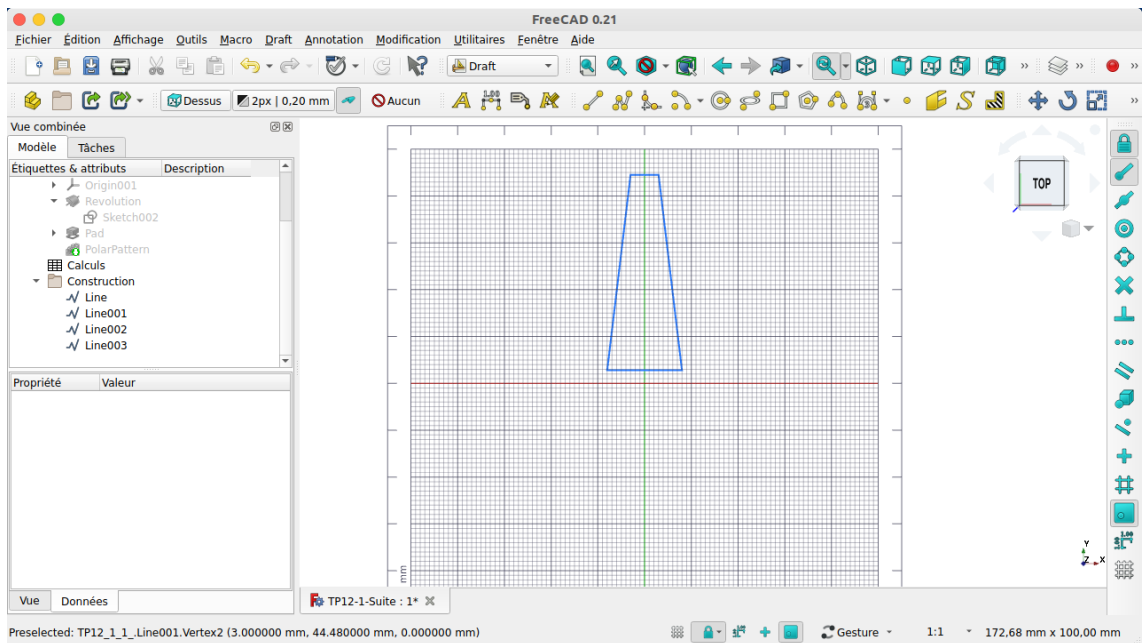 FreeCAD 0.21
Fichier Édition Affichage Outils Macro Draft Annotation Modification Utilitaires Fenêtre Aide
Draft
Dessus 2px | 0,20 mm Aucun
Vue combinée
Modèle Tâches
Étiquettes & attributs Description
Origin001
Revolution
Sketch002
Pad
PolarPattern
Calculs
Construction
Line
Line001
Line002
Line003
Propriété Valeur
TOP
mm
Y
Z X
Vue Données
TP12-1-Suite : 1*
Preselected: TP12_1_1_.Line001.Vertex2 (3.000000 mm, 44.480000 mm, 0.000000 mm)
Gesture 1:1 172,68 mm x 100,00 mm